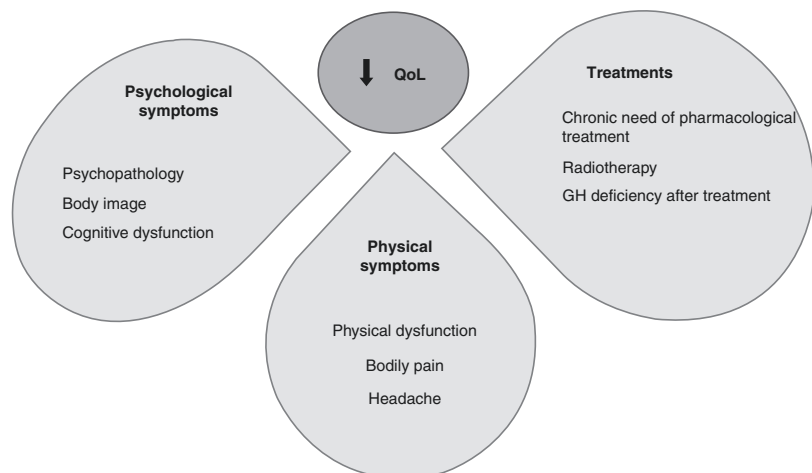 QoL
Psychological
symptoms
Psychopathology
Body image
Cognitive dysfunction
Physical
symptoms
Physical dysfunction
Bodily pain
Headache
Treatments
Chronic need of pharmacological
treatment
Radiotherapy
GH deficiency after treatment